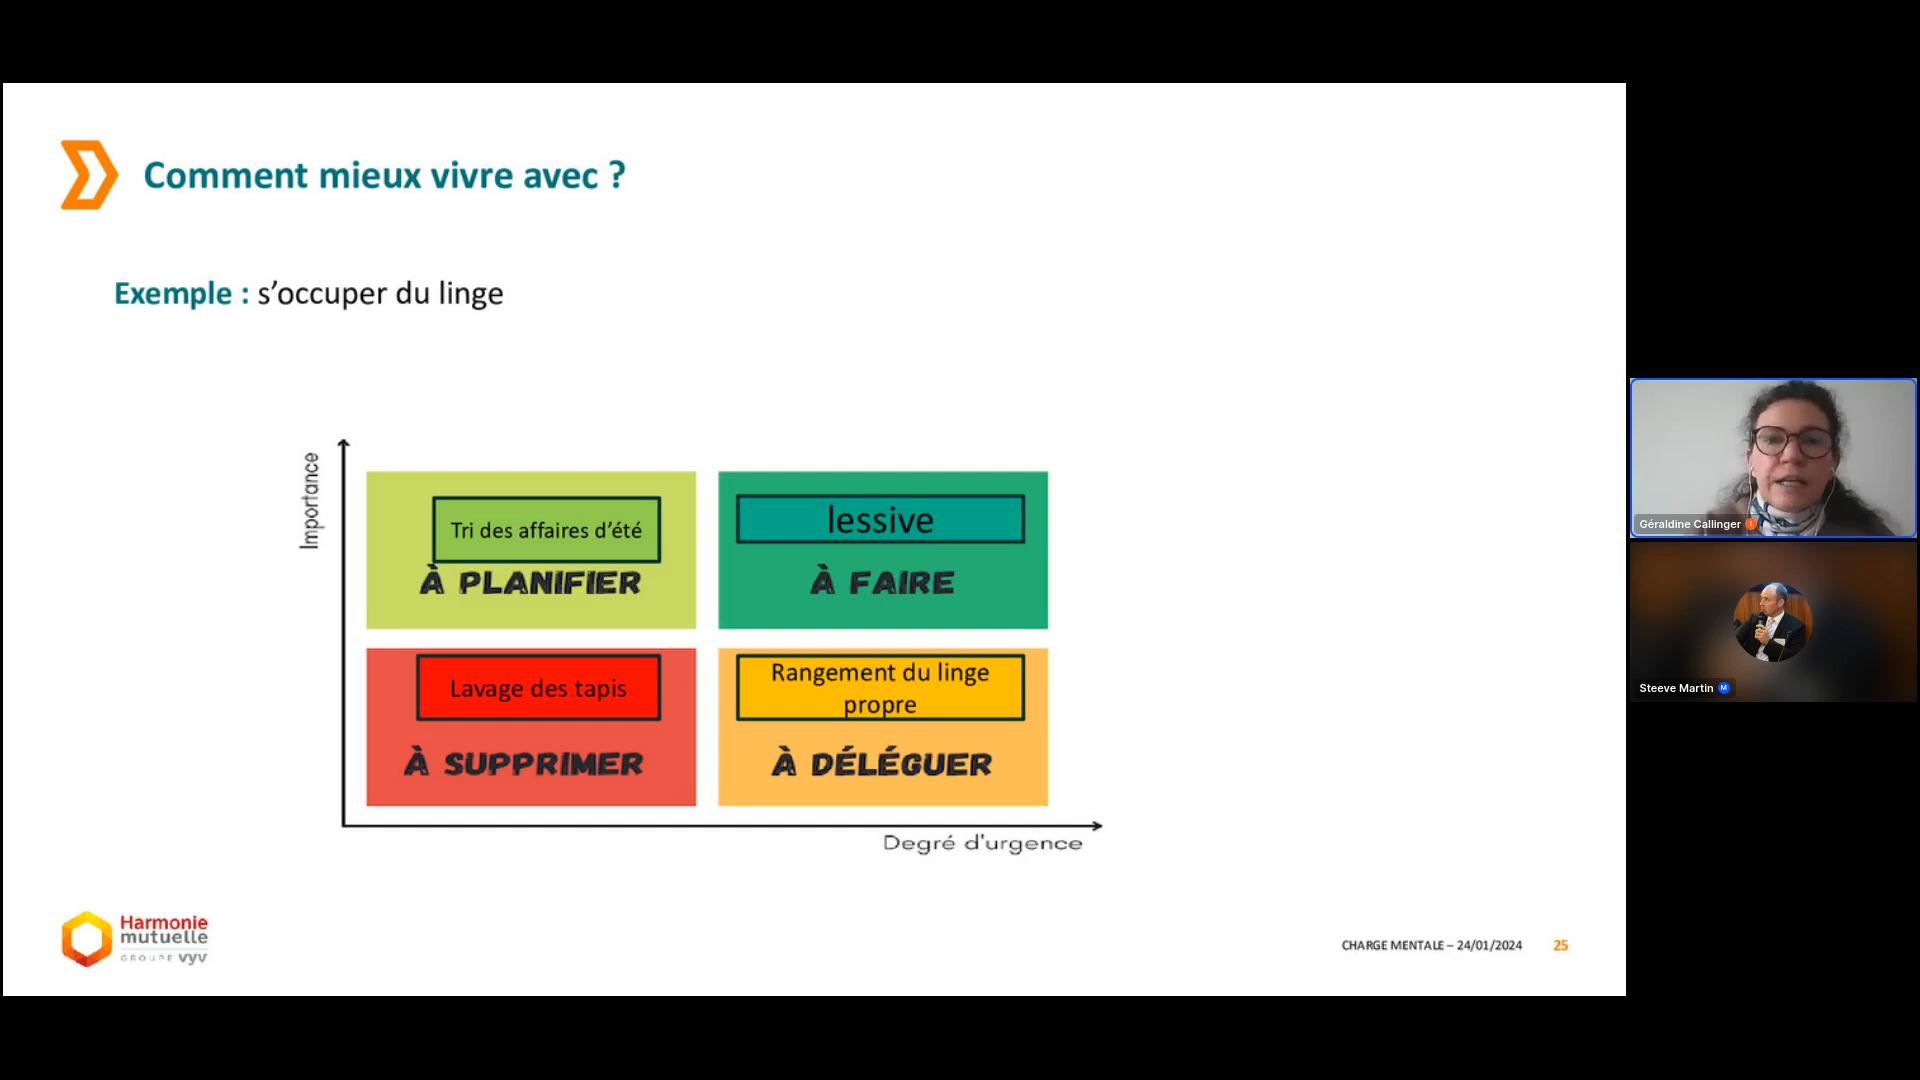 Comment mieux vivre avec ?
Exemple : s’occuper du linge
Importance
Tri des affaires d’été
À PLANIFIER
lessive
À FAIRE
Lavage des tapis
À SUPPRIMER
Rangement du linge
propre
À DÉLÉGUER
Degré d'urgence
Harmonie
mutuelle
GROUPE vyv
CHARGE MENTALE – 24/01/2024
25
Géraldine Callinger
Steeve Martin
M